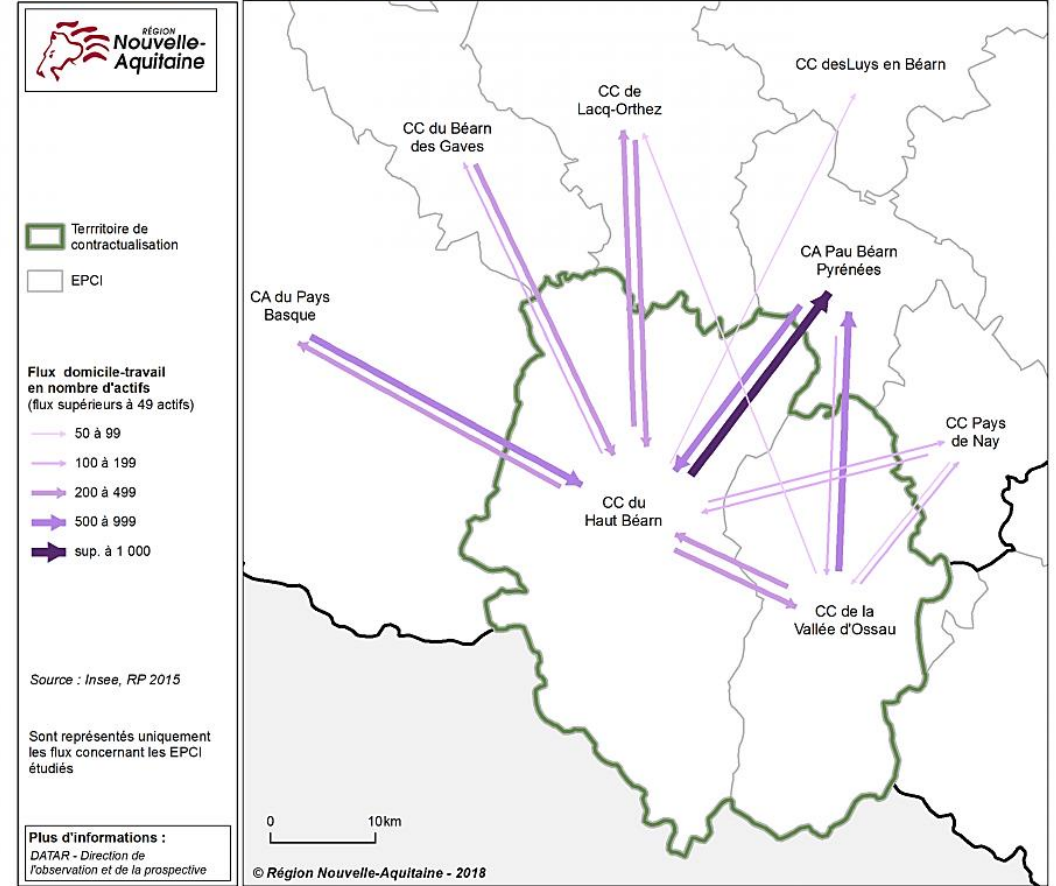 RÉGION
Nouvelle-
Aquitaine
Terrritoire de
contractualisation
EPCI
Flux domicile-travail
en nombre d'actifs
(flux supérieurs à 49 actifs)
50 à 99
100 à 199
200 à 499
500 à 999
sup. à 1 000
Source : Insee, RP 2015
Sont représentés uniquement
les flux concernant les EPCI
étudiés
Plus d'informations :
DATAR - Direction de
l'observation et de la prospective
CC desLuys en Béarn
CC de
Lacq-Orthez
CC du Béarn
des Gaves
CA Pau Béarn
Pyrénées
CA du Pays
Basque
CC Pays
de Nay
CC du
Haut Béarn
CC de la
Vallée d'Ossau
0 10km
© Région Nouvelle-Aquitaine - 2018